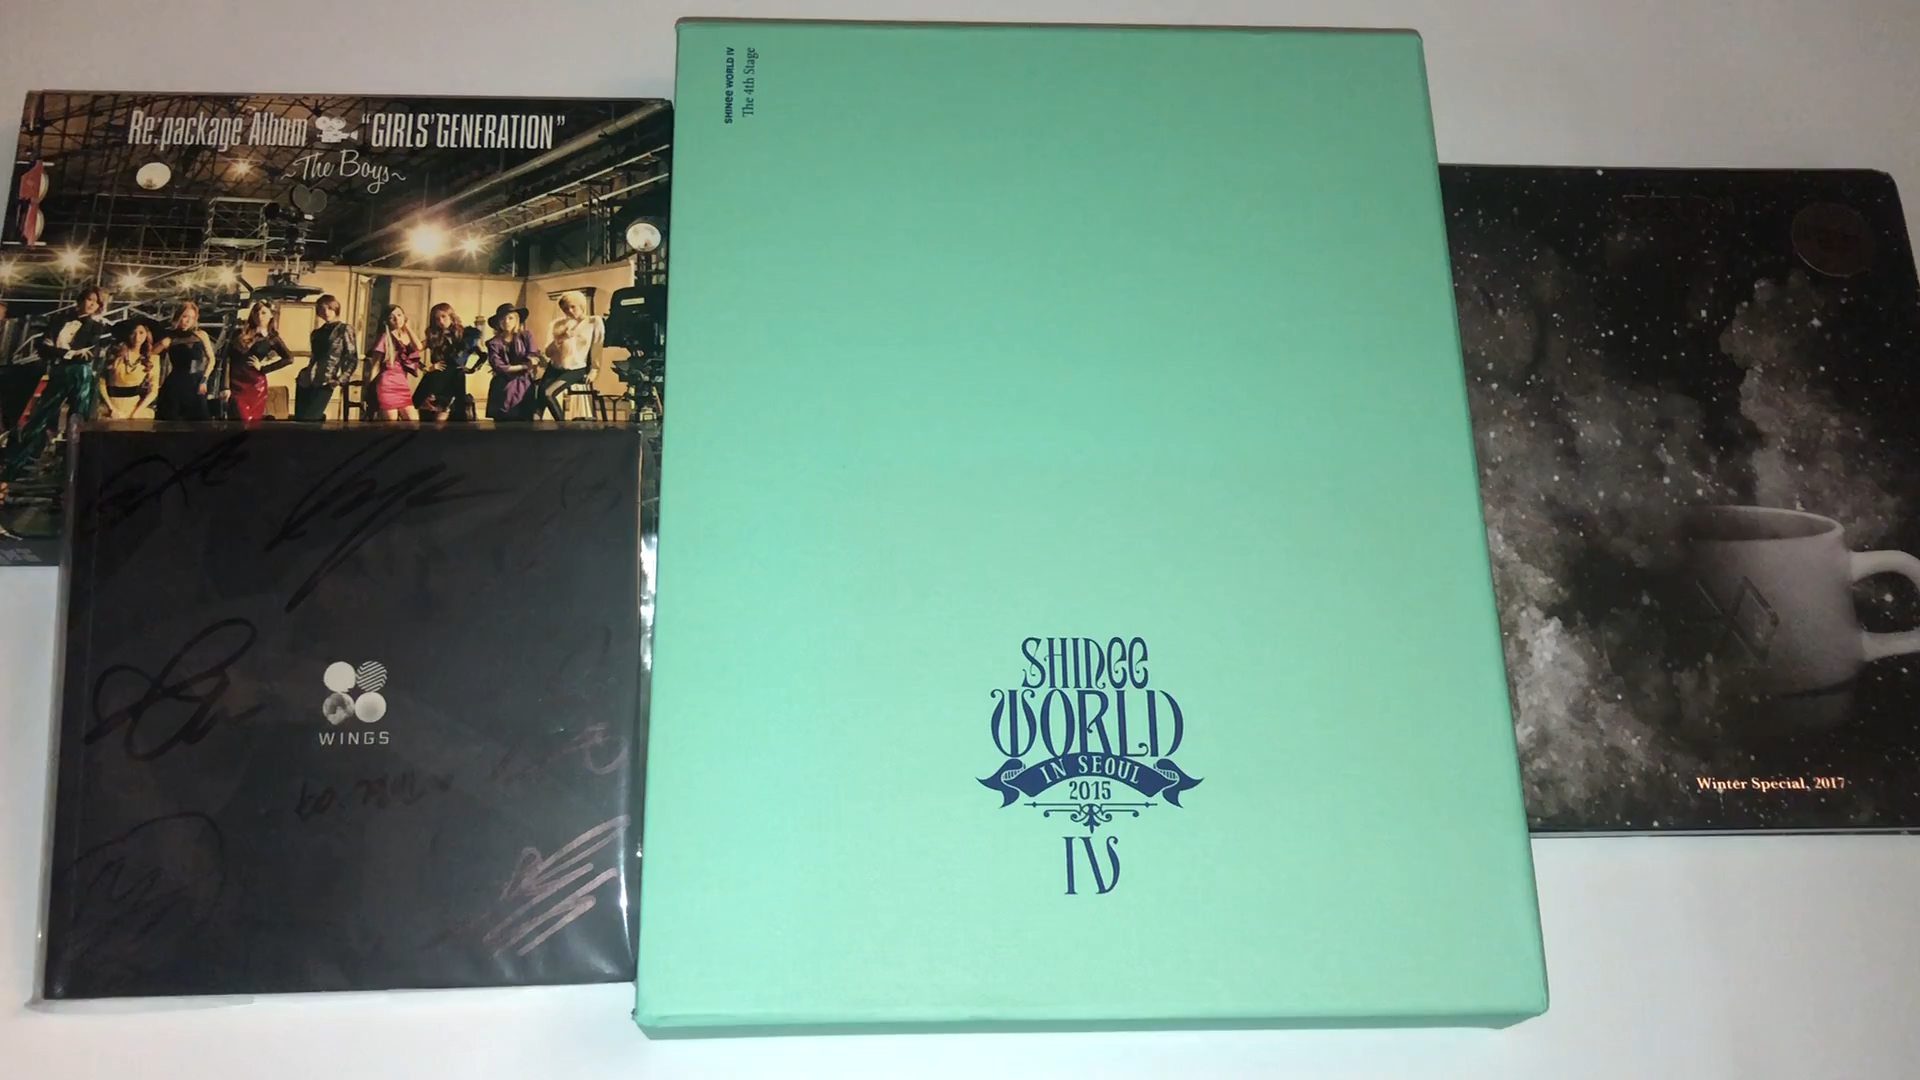 Re:package Album "GIRLS' GENERATION"
~The Boys~
WINGS
SHINee WORLD IV
The 4th Stage
SHINee
WORLD
IN SEOUL
2015
IV
Winter Special, 2017